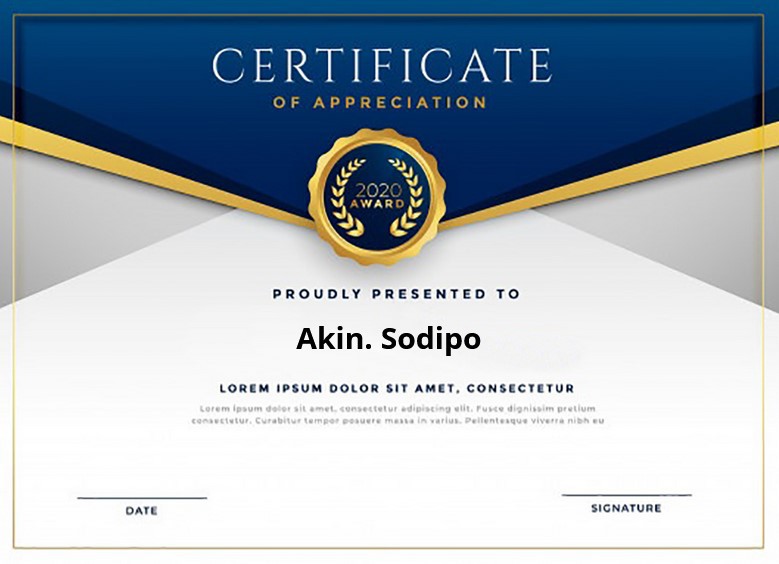 CERTIFICATE
OF APPRECIATION
2020
AWARD
PROUDLY PRESENTED TO
Akin. Sodipo
LOREM IPSUM DOLOR SIT AMET, CONSECTETUR
Lorem ipsum dolor sit amet, consectetur adipiscing elit. Fusce dignissim pretium
consectetur. Curabitur tempor posuere massa in varius. Pellentesque viverra nibh eu
DATE
SIGNATURE